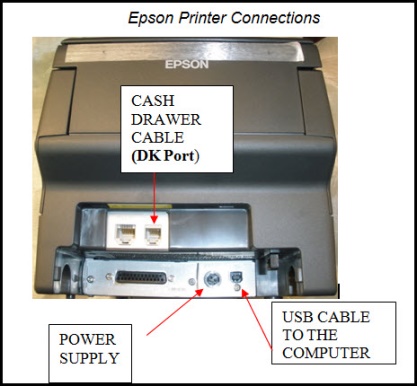 Epson Printer Connections
EPSON
CASH
DRAWER
CABLE
(DK Port)
POWER
SUPPLY
USB CABLE
TO THE
COMPUTER